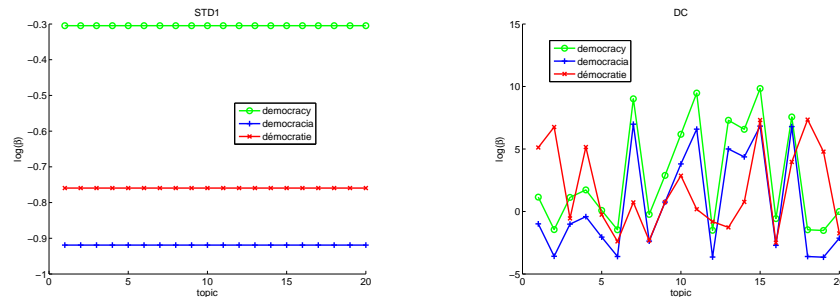 STD1
−0.3
−0.4
−0.5
−0.6
−0.7
−0.8
−0.9
−1
log(β)
democracy
democracia
démocratie
0 5 10 15 20
topic
DC
15
10
5
0
−5
log(β)
democracy
democracia
démocratie
0 5 10 15 20
topic